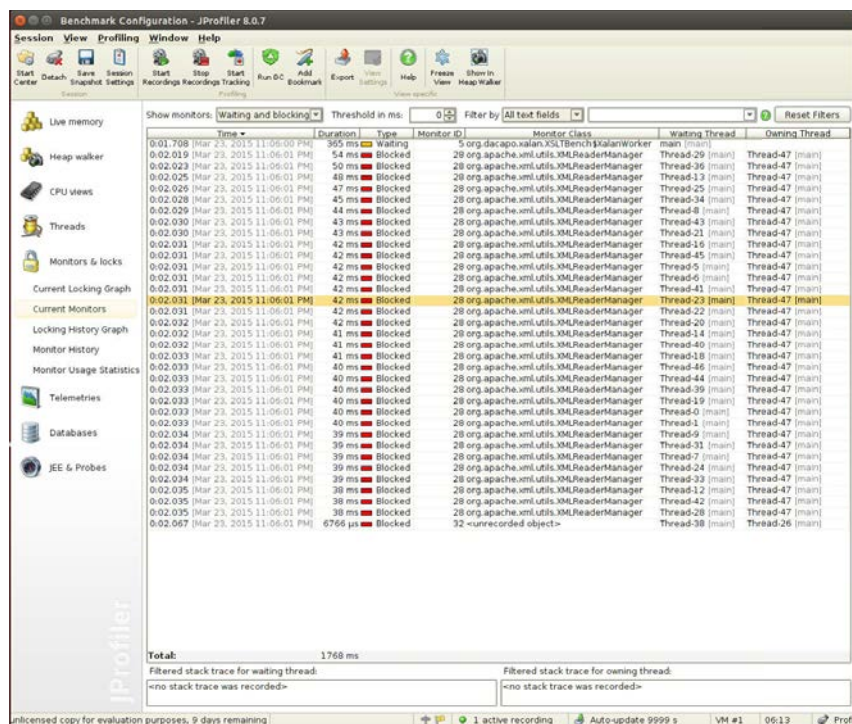 Benchmark Configuration - JProfiler 8.0.7
Session View Profiling Window Help
Start Center Detach Save Snapshot Session Settings Start Recordings Stop Recordings Start Tracking Run GC Add Bookmark Export View Settings Help Freeze View Show in Heap Walker
Session Profiling View specific
Show monitors: Waiting and blocking Threshold in ms: 0 Filter by All text fields Reset Filters
Live memory
Heap walker
CPU views
Threads
Monitors & locks
Current Locking Graph
Current Monitors
Locking History Graph
Monitor History
Monitor Usage Statistics
Telemetries
Databases
JEE & Probes
JProfiler
Time Duration Type Monitor ID Monitor Class Waiting Thread Owning Thread
0:01.708 [Mar 23, 2015 11:06:00 PM] 365 ms Waiting 5 org.dacapo.xalan.XSLTBench$XalanWorker main [main]
0:02.019 [Mar 23, 2015 11:06:01 PM] 54 ms Blocked 28 org.apache.xml.utils.XMLReaderManager Thread-29 [main] Thread-47 [main]
0:02.023 [Mar 23, 2015 11:06:01 PM] 50 ms Blocked 28 org.apache.xml.utils.XMLReaderManager Thread-36 [main] Thread-47 [main]
0:02.025 [Mar 23, 2015 11:06:01 PM] 48 ms Blocked 28 org.apache.xml.utils.XMLReaderManager Thread-13 [main] Thread-47 [main]
0:02.026 [Mar 23, 2015 11:06:01 PM] 47 ms Blocked 28 org.apache.xml.utils.XMLReaderManager Thread-25 [main] Thread-47 [main]
0:02.028 [Mar 23, 2015 11:06:01 PM] 45 ms Blocked 28 org.apache.xml.utils.XMLReaderManager Thread-34 [main] Thread-47 [main]
0:02.029 [Mar 23, 2015 11:06:01 PM] 44 ms Blocked 28 org.apache.xml.utils.XMLReaderManager Thread-8 [main] Thread-47 [main]
0:02.030 [Mar 23, 2015 11:06:01 PM] 43 ms Blocked 28 org.apache.xml.utils.XMLReaderManager Thread-43 [main] Thread-47 [main]
0:02.030 [Mar 23, 2015 11:06:01 PM] 43 ms Blocked 28 org.apache.xml.utils.XMLReaderManager Thread-21 [main] Thread-47 [main]
0:02.031 [Mar 23, 2015 11:06:01 PM] 42 ms Blocked 28 org.apache.xml.utils.XMLReaderManager Thread-16 [main] Thread-47 [main]
0:02.031 [Mar 23, 2015 11:06:01 PM] 42 ms Blocked 28 org.apache.xml.utils.XMLReaderManager Thread-45 [main] Thread-47 [main]
0:02.031 [Mar 23, 2015 11:06:01 PM] 42 ms Blocked 28 org.apache.xml.utils.XMLReaderManager Thread-5 [main] Thread-47 [main]
0:02.031 [Mar 23, 2015 11:06:01 PM] 42 ms Blocked 28 org.apache.xml.utils.XMLReaderManager Thread-6 [main] Thread-47 [main]
0:02.031 [Mar 23, 2015 11:06:01 PM] 42 ms Blocked 28 org.apache.xml.utils.XMLReaderManager Thread-41 [main] Thread-47 [main]
0:02.031 [Mar 23, 2015 11:06:01 PM] 42 ms Blocked 28 org.apache.xml.utils.XMLReaderManager Thread-23 [main] Thread-47 [main]
0:02.031 [Mar 23, 2015 11:06:01 PM] 42 ms Blocked 28 org.apache.xml.utils.XMLReaderManager Thread-22 [main] Thread-47 [main]
0:02.032 [Mar 23, 2015 11:06:01 PM] 42 ms Blocked 28 org.apache.xml.utils.XMLReaderManager Thread-20 [main] Thread-47 [main]
0:02.032 [Mar 23, 2015 11:06:01 PM] 41 ms Blocked 28 org.apache.xml.utils.XMLReaderManager Thread-14 [main] Thread-47 [main]
0:02.032 [Mar 23, 2015 11:06:01 PM] 41 ms Blocked 28 org.apache.xml.utils.XMLReaderManager Thread-40 [main] Thread-47 [main]
0:02.033 [Mar 23, 2015 11:06:01 PM] 41 ms Blocked 28 org.apache.xml.utils.XMLReaderManager Thread-18 [main] Thread-47 [main]
0:02.033 [Mar 23, 2015 11:06:01 PM] 40 ms Blocked 28 org.apache.xml.utils.XMLReaderManager Thread-46 [main] Thread-47 [main]
0:02.033 [Mar 23, 2015 11:06:01 PM] 40 ms Blocked 28 org.apache.xml.utils.XMLReaderManager Thread-44 [main] Thread-47 [main]
0:02.033 [Mar 23, 2015 11:06:01 PM] 40 ms Blocked 28 org.apache.xml.utils.XMLReaderManager Thread-39 [main] Thread-47 [main]
0:02.033 [Mar 23, 2015 11:06:01 PM] 40 ms Blocked 28 org.apache.xml.utils.XMLReaderManager Thread-19 [main] Thread-47 [main]
0:02.033 [Mar 23, 2015 11:06:01 PM] 40 ms Blocked 28 org.apache.xml.utils.XMLReaderManager Thread-0 [main] Thread-47 [main]
0:02.033 [Mar 23, 2015 11:06:01 PM] 40 ms Blocked 28 org.apache.xml.utils.XMLReaderManager Thread-1 [main] Thread-47 [main]
0:02.034 [Mar 23, 2015 11:06:01 PM] 39 ms Blocked 28 org.apache.xml.utils.XMLReaderManager Thread-9 [main] Thread-47 [main]
0:02.034 [Mar 23, 2015 11:06:01 PM] 39 ms Blocked 28 org.apache.xml.utils.XMLReaderManager Thread-31 [main] Thread-47 [main]
0:02.034 [Mar 23, 2015 11:06:01 PM] 39 ms Blocked 28 org.apache.xml.utils.XMLReaderManager Thread-7 [main] Thread-47 [main]
0:02.034 [Mar 23, 2015 11:06:01 PM] 39 ms Blocked 28 org.apache.xml.utils.XMLReaderManager Thread-24 [main] Thread-47 [main]
0:02.034 [Mar 23, 2015 11:06:01 PM] 39 ms Blocked 28 org.apache.xml.utils.XMLReaderManager Thread-33 [main] Thread-47 [main]
0:02.035 [Mar 23, 2015 11:06:01 PM] 38 ms Blocked 28 org.apache.xml.utils.XMLReaderManager Thread-12 [main] Thread-47 [main]
0:02.035 [Mar 23, 2015 11:06:01 PM] 38 ms Blocked 28 org.apache.xml.utils.XMLReaderManager Thread-42 [main] Thread-47 [main]
0:02.035 [Mar 23, 2015 11:06:01 PM] 38 ms Blocked 28 org.apache.xml.utils.XMLReaderManager Thread-28 [main] Thread-47 [main]
0:02.067 [Mar 23, 2015 11:06:01 PM] 6766 µs Blocked 32 <unrecorded object> Thread-38 [main] Thread-26 [main]
Total: 1768 ms
Filtered stack trace for waiting thread: Filtered stack trace for owning thread:
<no stack trace was recorded> <no stack trace was recorded>
unlicensed copy for evaluation purposes, 9 days remaining 1 active recording Auto-update 9999 s VM #1 06:13 Prof